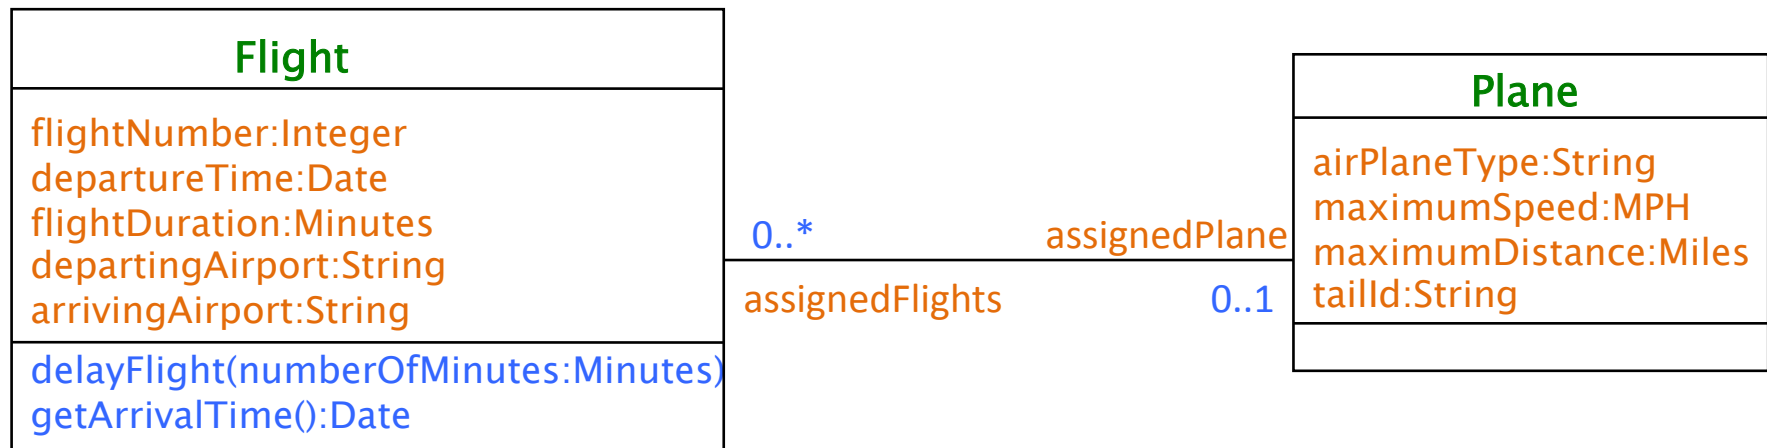 Flight
flightNumber:Integer
departureTime:Date
flightDuration:Minutes
departingAirport:String
arrivingAirport:String
delayFlight(numberOfMinutes:Minutes)
getArrivalTime():Date
0..*
assignedPlane
assignedFlights
0..1
Plane
airPlaneType:String
maximumSpeed:MPH
maximumDistance:Miles
tailId:String